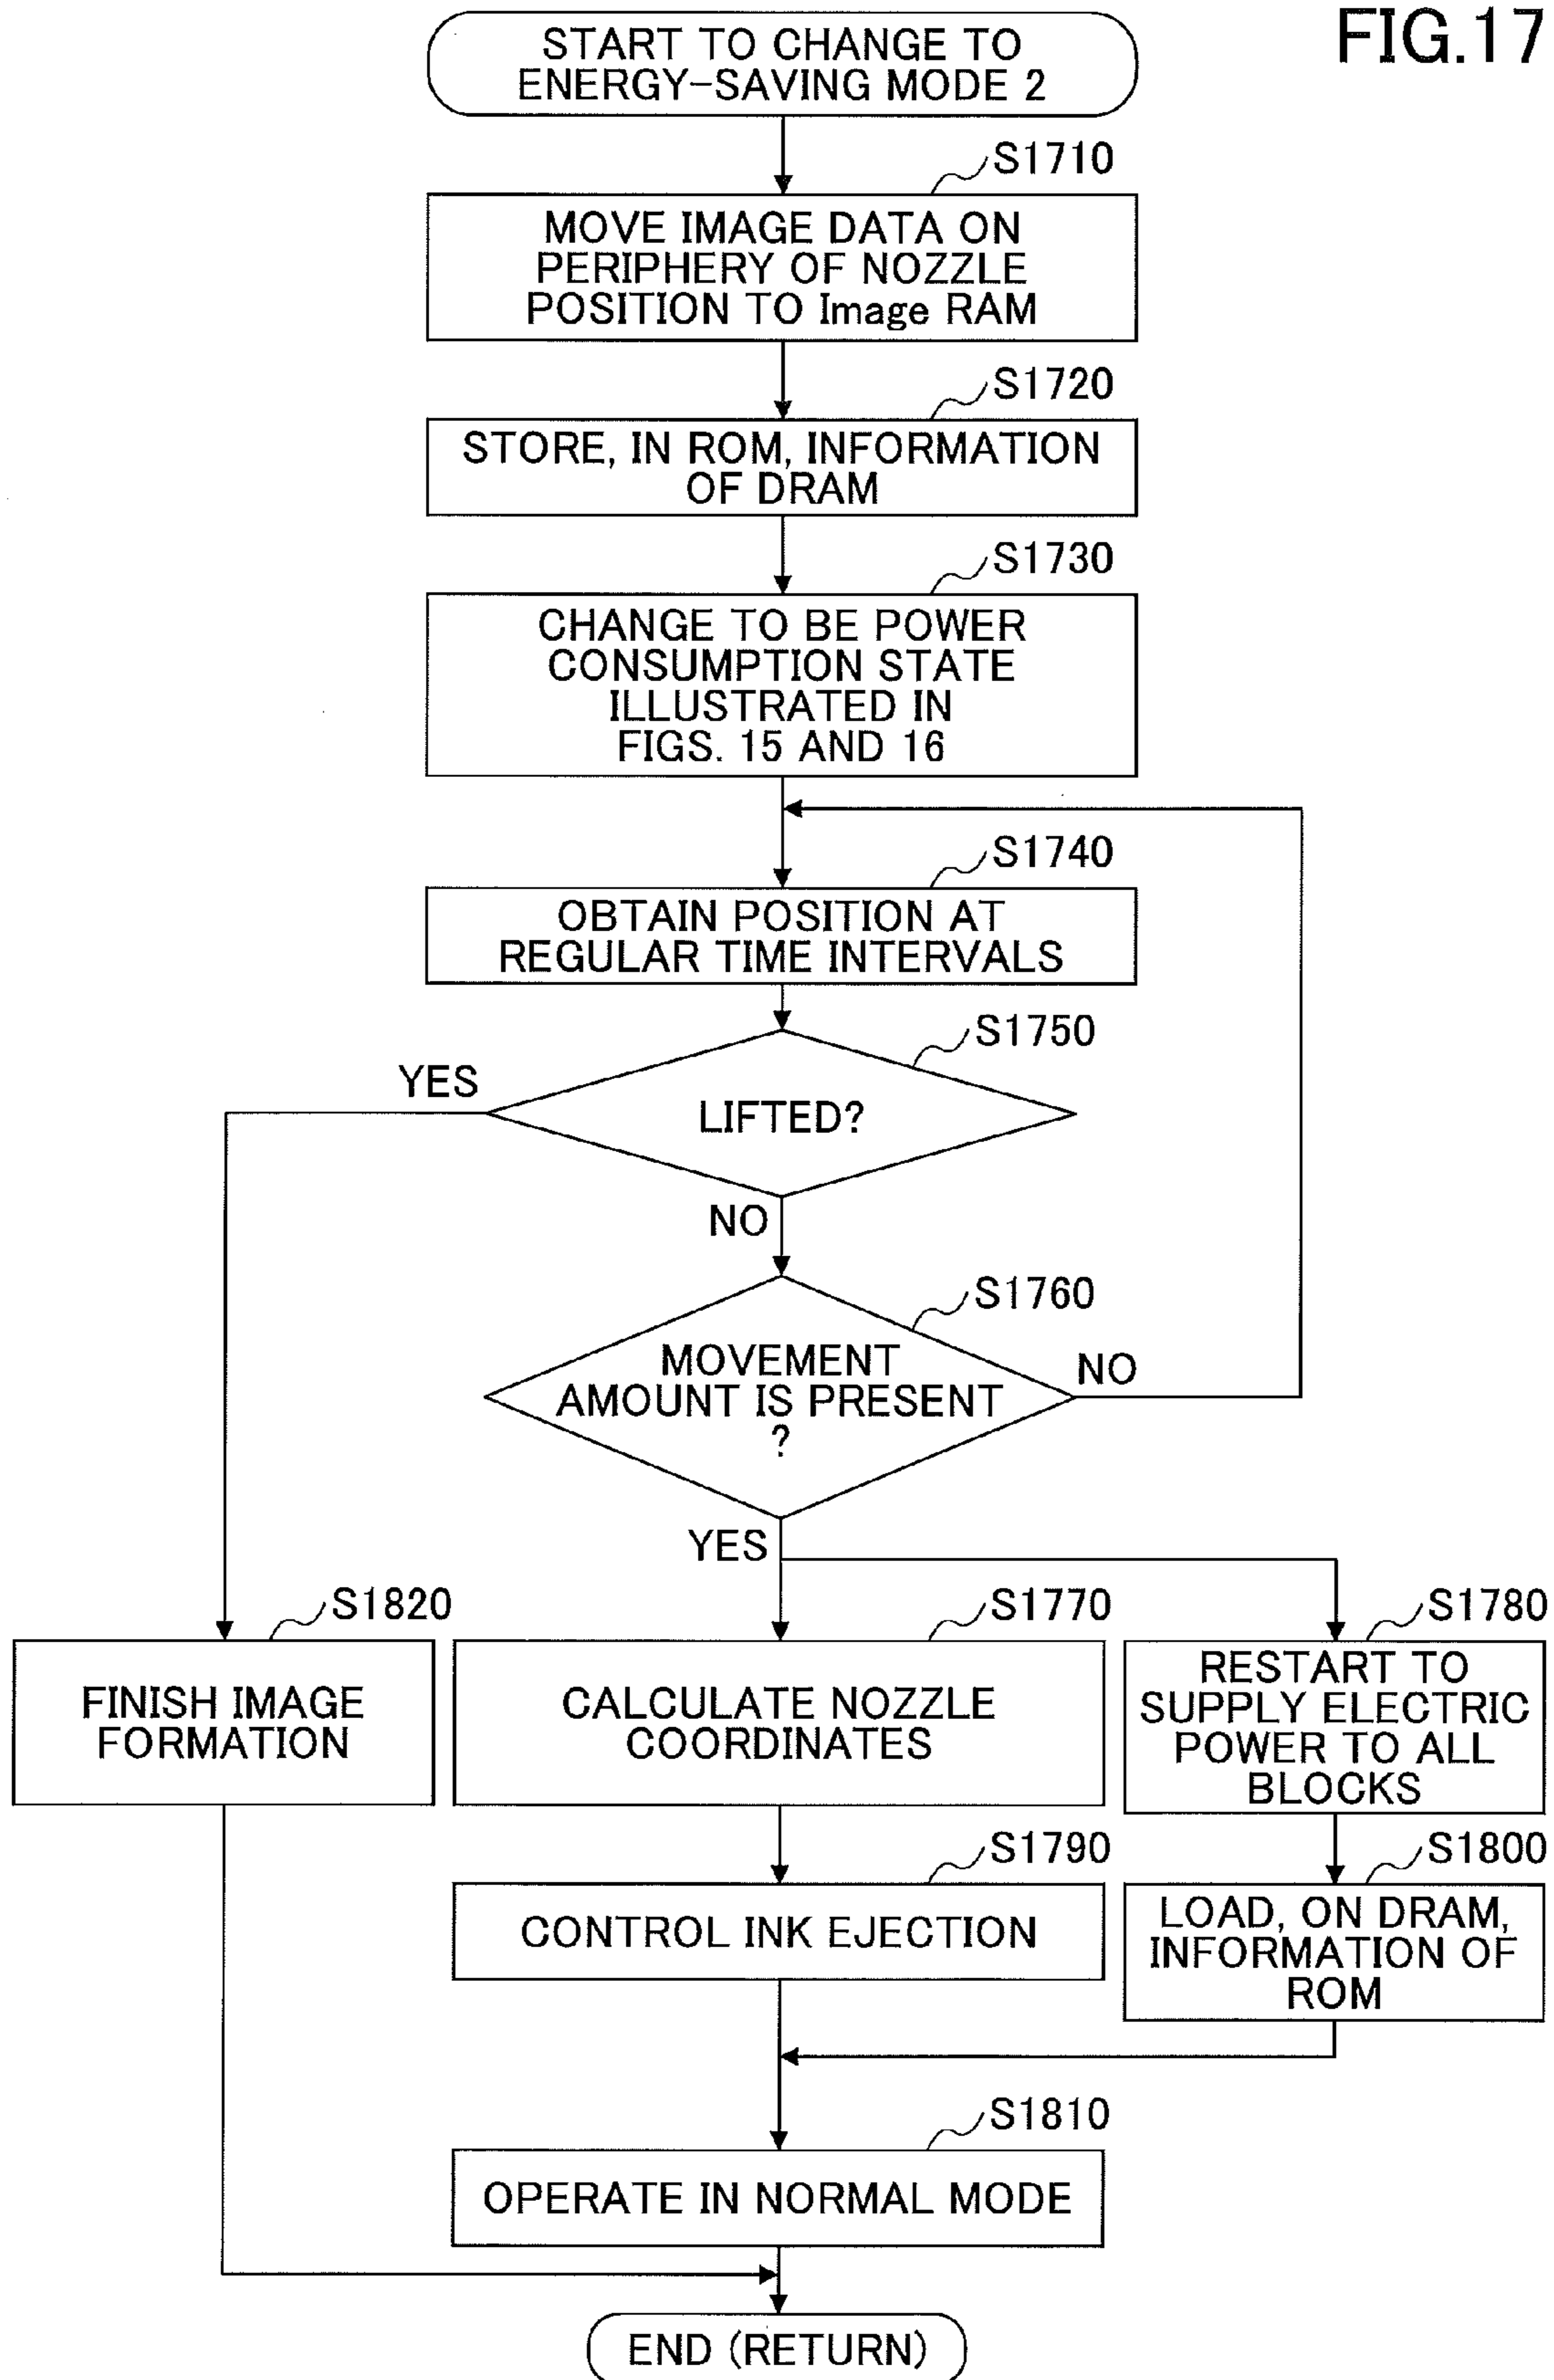 FIG.17
START TO CHANGE TO
ENERGY-SAVING MODE 2
S1710
MOVE IMAGE DATA ON
PERIPHERY OF NOZZLE
POSITION TO Image RAM
S1720
STORE, IN ROM, INFORMATION
OF DRAM
S1730
CHANGE TO BE POWER
CONSUMPTION STATE
ILLUSTRATED IN
FIGS. 15 AND 16
S1740
OBTAIN POSITION AT
REGULAR TIME INTERVALS
S1750
YES
LIFTED?
NO
S1760
MOVEMENT
AMOUNT IS PRESENT
?
NO
YES
S1820
FINISH IMAGE
FORMATION
S1770
CALCULATE NOZZLE
COORDINATES
S1780
RESTART TO
SUPPLY ELECTRIC
POWER TO ALL
BLOCKS
S1790
CONTROL INK EJECTION
S1800
LOAD, ON DRAM,
INFORMATION OF
ROM
S1810
OPERATE IN NORMAL MODE
END (RETURN)